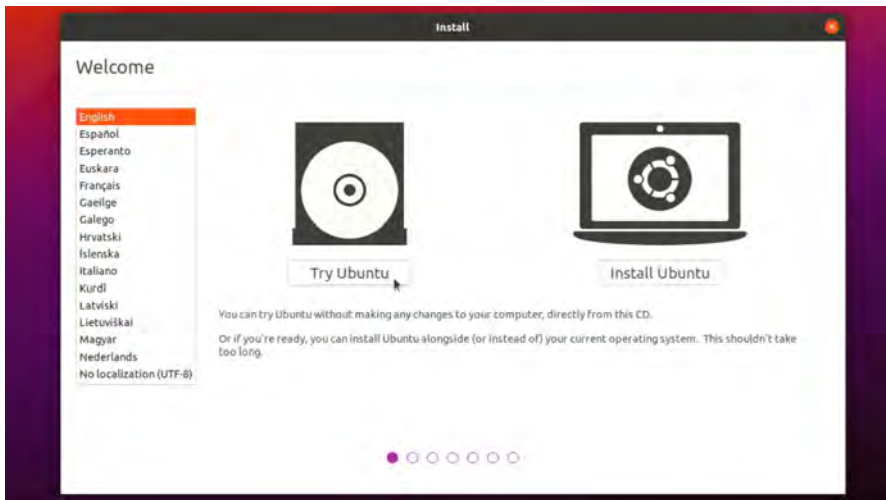 Install
Welcome
English
Español
Esperanto
Euskara
Français
Gaeilge
Galego
Hrvatski
Íslenska
Italiano
Kurdî
Latviski
Lietuviškai
Magyar
Nederlands
No localization (UTF-8)
Try Ubuntu
Install Ubuntu
You can try Ubuntu without making any changes to your computer, directly from this CD.
Or if you're ready, you can install Ubuntu alongside (or instead of) your current operating system. This shouldn't take
too long.